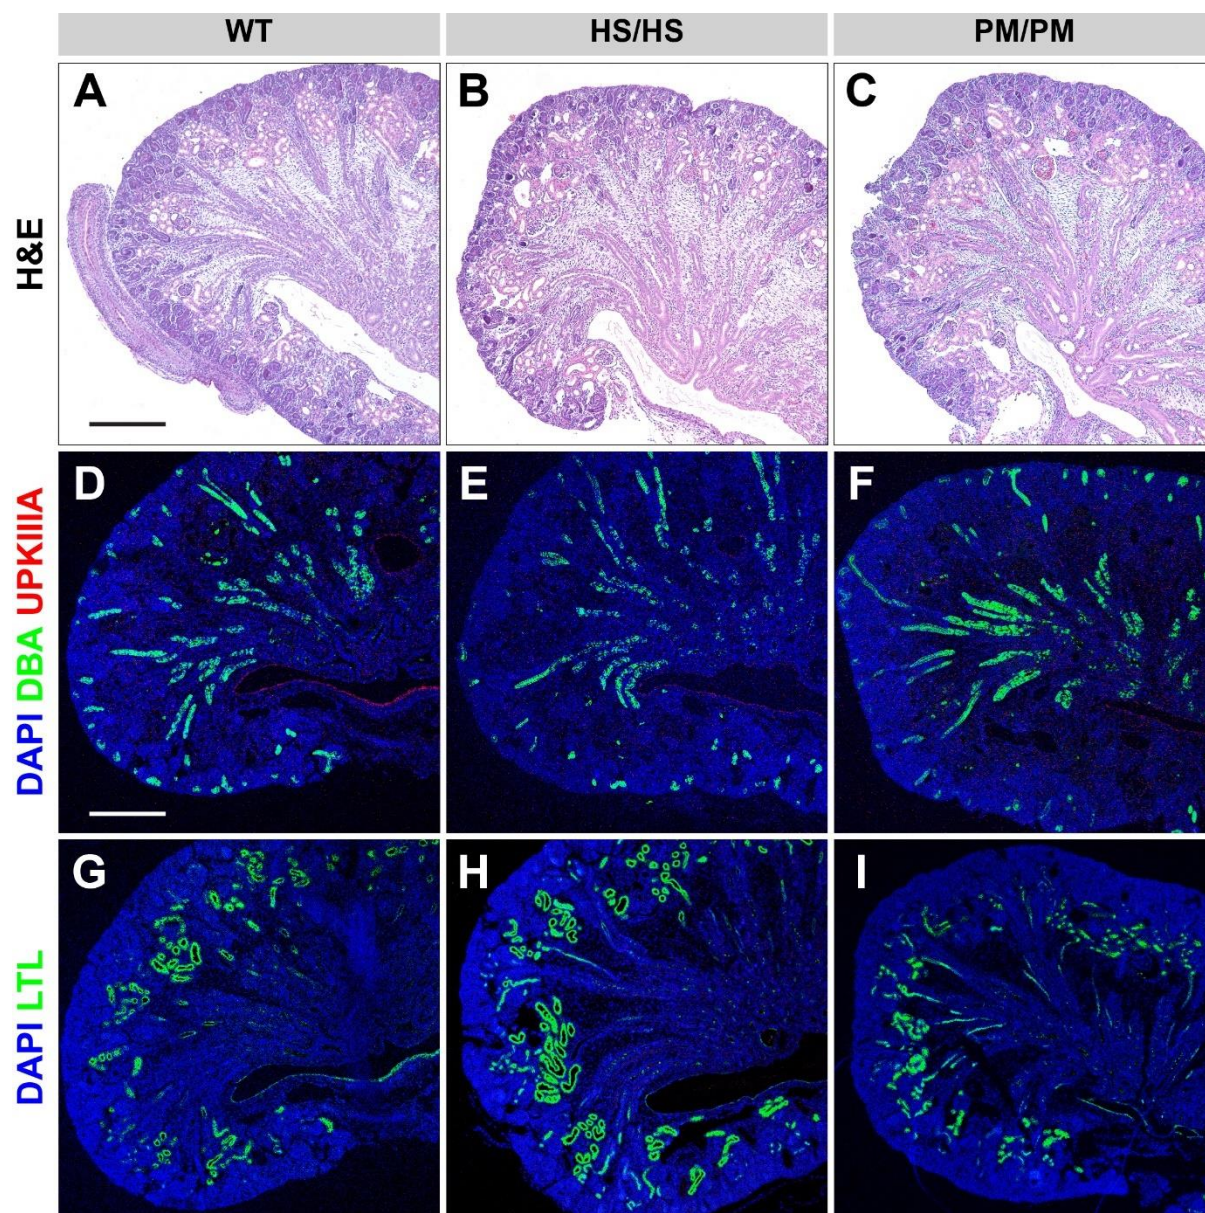 WT HS/HS PM/PM
H&E
A B C
DAPI DBA UPKIIIA
D E F
DAPI LTL
G H I